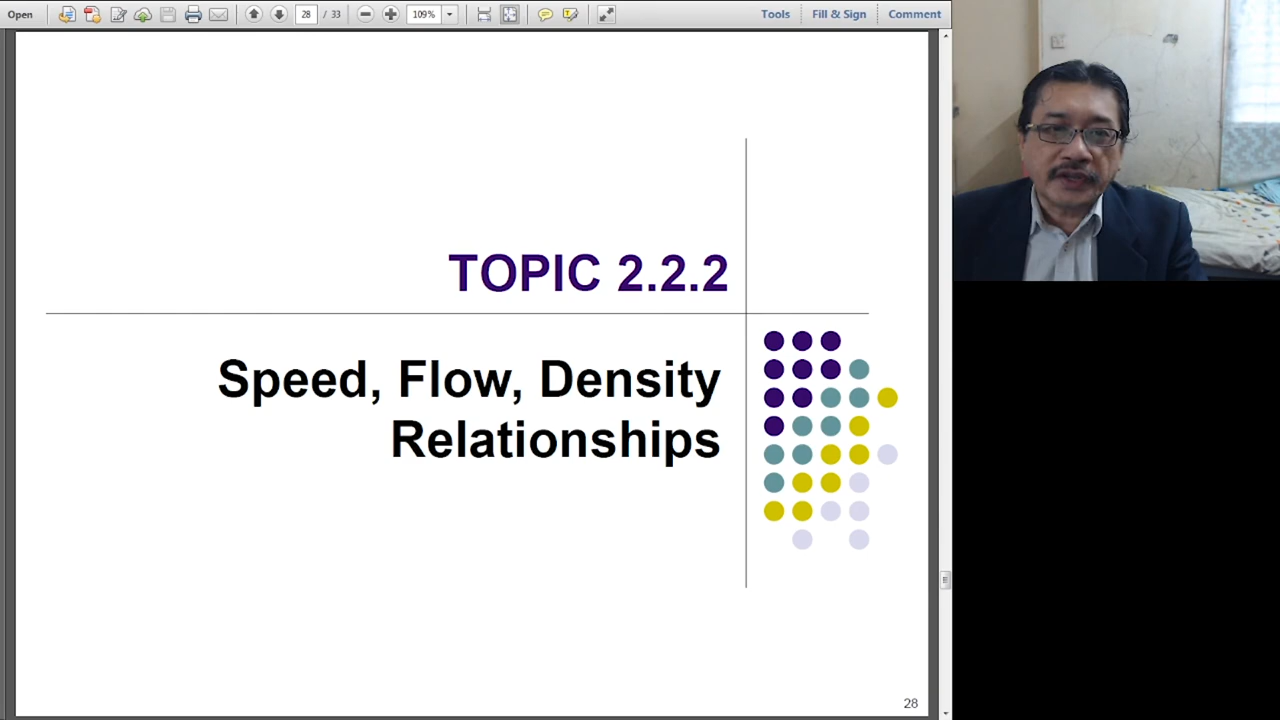 Open 28 / 33 109% Tools Fill & Sign Comment
TOPIC 2.2.2
Speed, Flow, Density
Relationships
28